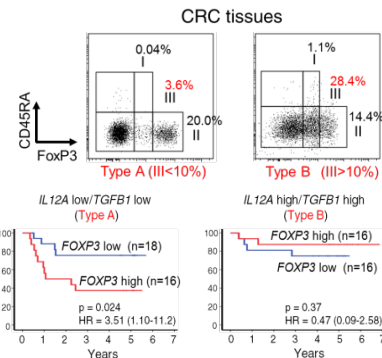 CRC tissues
0.04%
I
3.6%
III
20.0%
II
1.1%
I
28.4%
III
14.4%
II
CD45RA
FoxP3
Type A (III<10%)
Type B (III>10%)
IL12A low/TGFB1 low
(Type A)
100
80
60
40
20
0
FOXP3 low (n=18)
FOXP3 high (n=16)
p = 0.024
HR = 3.51 (1.10-11.2)
0 1 2 3 4 5 6 7
Years
IL12A high/TGFB1 high
(Type B)
100
80
60
40
20
0
FOXP3 high (n=16)
FOXP3 low (n=16)
p = 0.37
HR = 0.47 (0.09-2.58)
0 1 2 3 4 5 6 7
Years